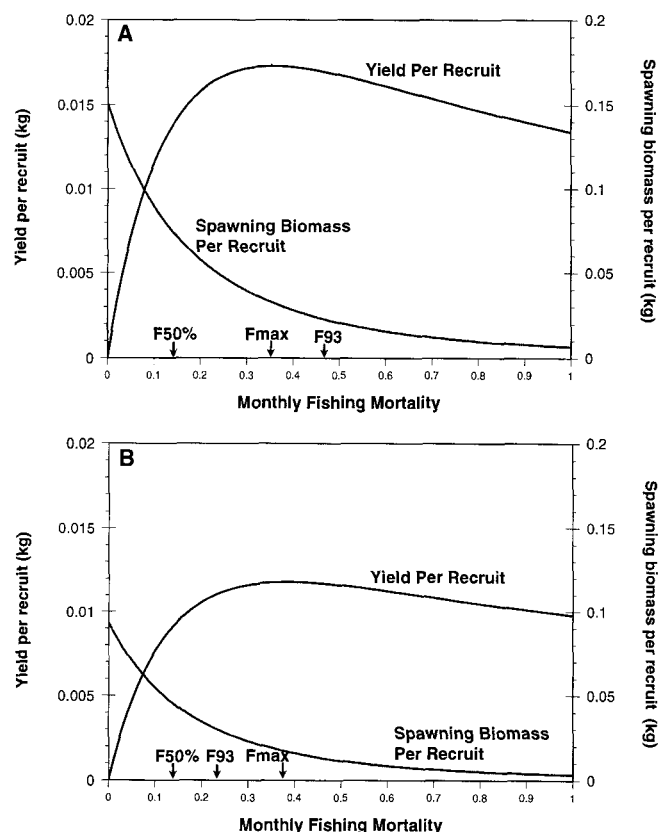 A
0.02
0.015
0.01
0.005
0
Yield per recruit (kg)
Yield Per Recruit
Spawning Biomass
Per Recruit
F50%
Fmax
F93
0.2
0.15
0.1
0.05
0
Spawning biomass per recruit (kg)
0 0.1 0.2 0.3 0.4 0.5 0.6 0.7 0.8 0.9 1
Monthly Fishing Mortality
B
0.02
0.015
0.01
0.005
0
Yield per recruit (kg)
Yield Per Recruit
Spawning Biomass
Per Recruit
F50%
F93
Fmax
0.2
0.15
0.1
0.05
0
Spawning biomass per recruit (kg)
0 0.1 0.2 0.3 0.4 0.5 0.6 0.7 0.8 0.9 1
Monthly Fishing Mortality